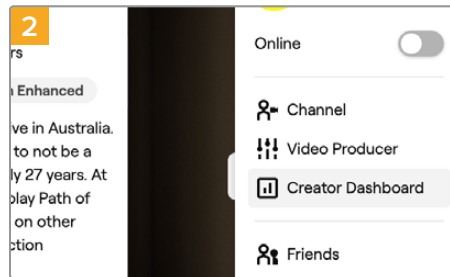 2
rs
Enhanced
ve in Australia.
to not be a
ly 27 years. At
play Path of
on other
ction
Online
Channel
Video Producer
Creator Dashboard
Friends